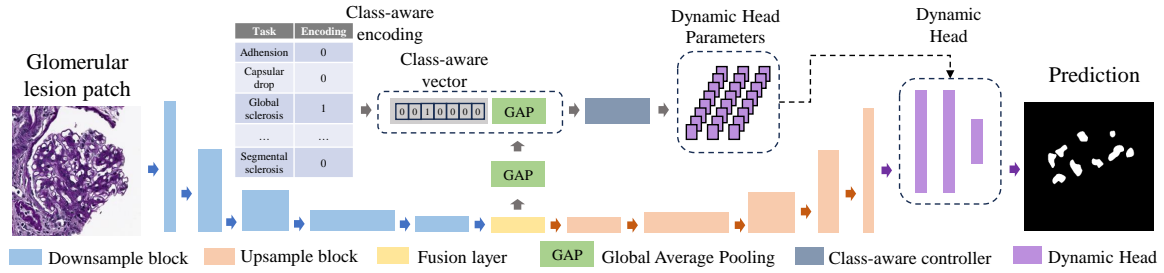 Class-aware
encoding
Dynamic Head
Parameters
Dynamic
Head
Task Encoding
Adhension 0
Capsular
drop 0
Global
sclerosis 1
... ...
Segmental
sclerosis 0
Class-aware
vector
0 0 1 0 0 0 0
GAP
GAP
Glomerular
lesion patch
Prediction
Downsample block
Upsample block
Fusion layer
GAP Global Average Pooling
Class-aware controller
Dynamic Head